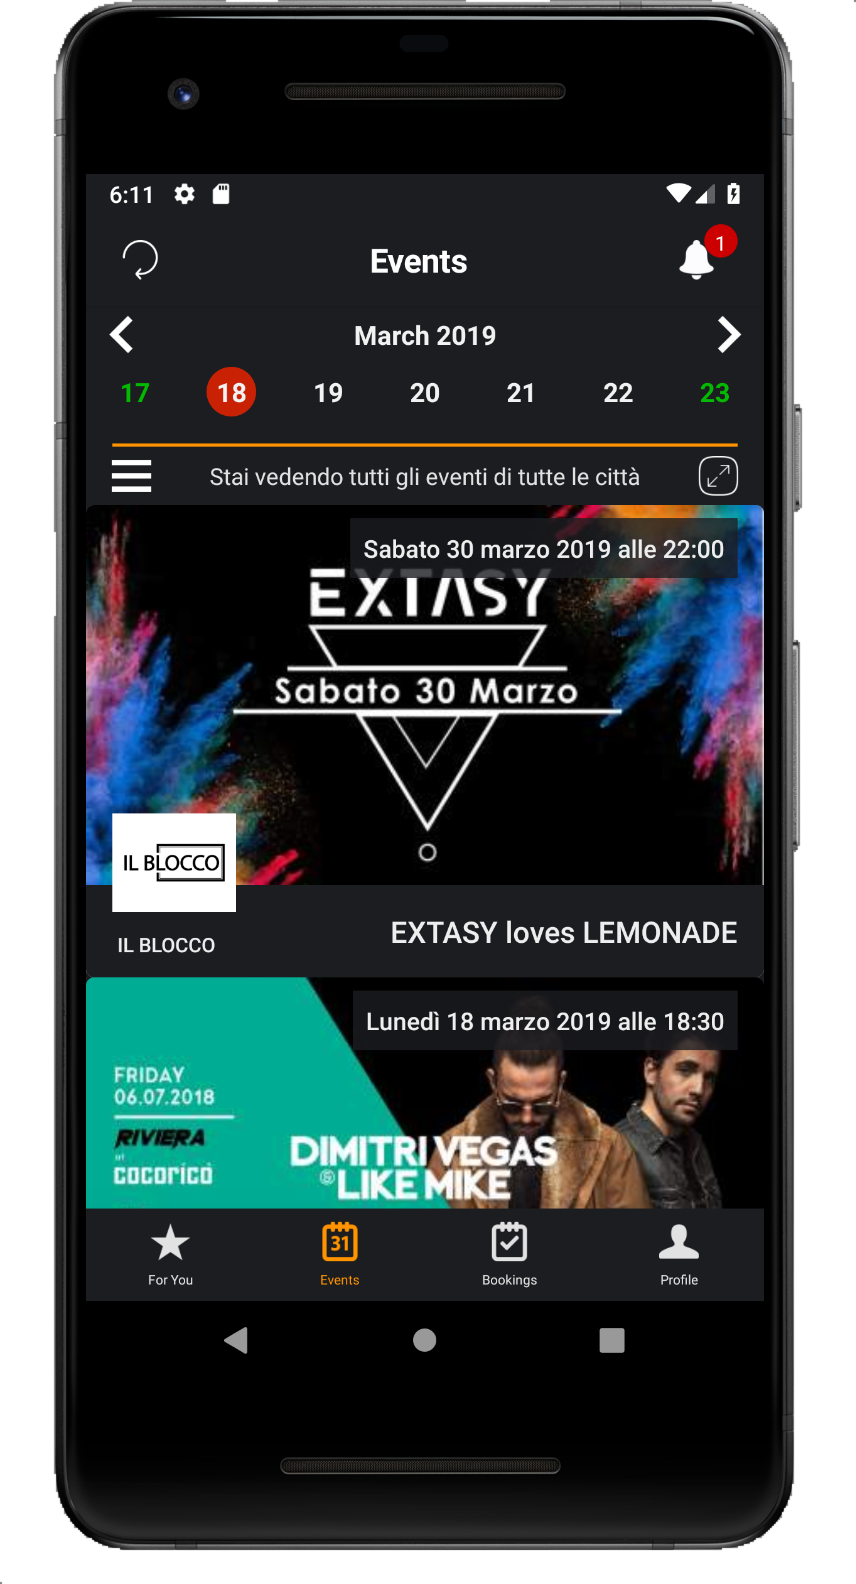 6:11
Events
1
March 2019
17 18 19 20 21 22 23
Stai vedendo tutti gli eventi di tutte le città
Sabato 30 marzo 2019 alle 22:00
EXTASY
Sabato 30 Marzo
IL BLOCCO
IL BLOCCO
EXTASY loves LEMONADE
Lunedì 18 marzo 2019 alle 18:30
FRIDAY
06.07.2018
RIVIERA
at
cocoricò
DIMITRI VEGAS
& LIKE MIKE
31
For You
Events
Bookings
Profile